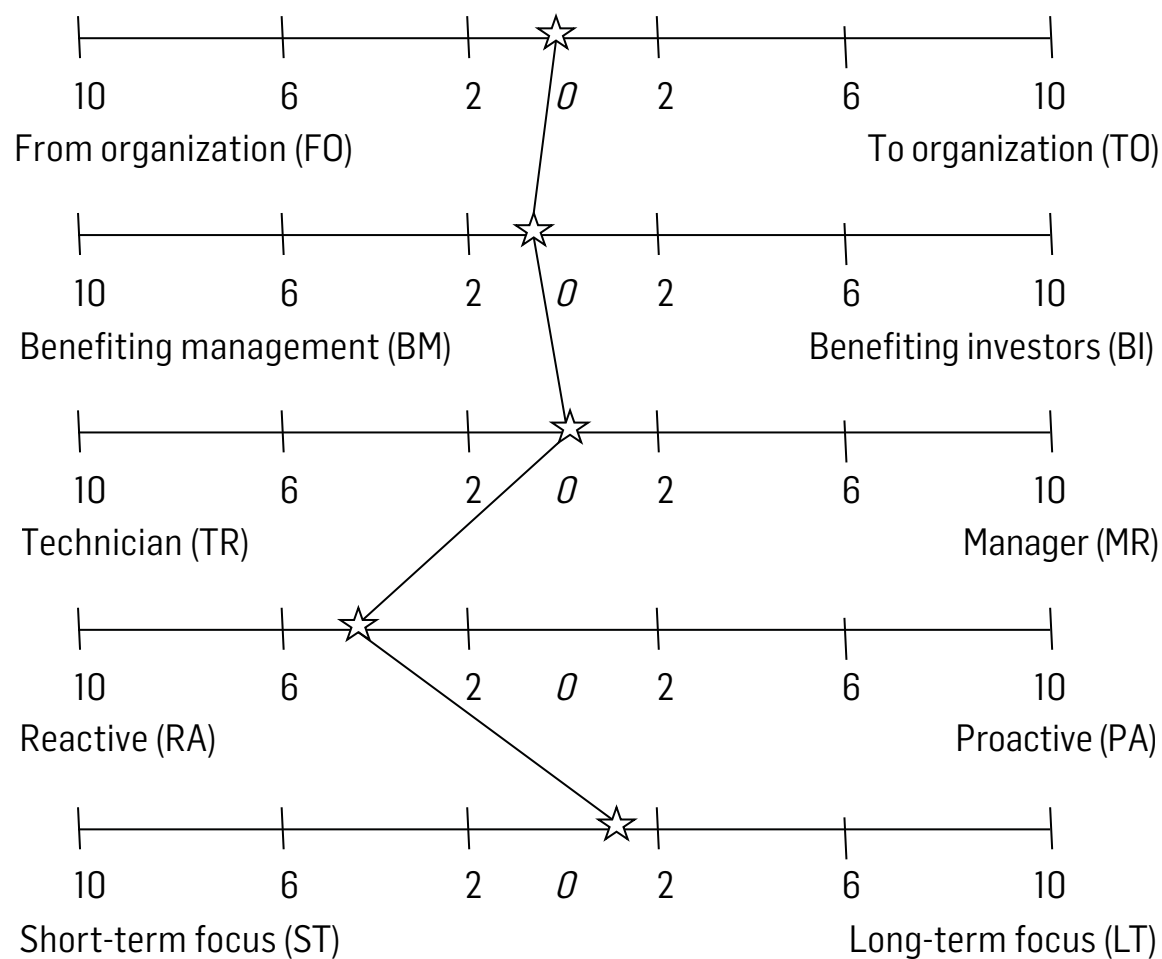 10 6 2 0 2 6 10
From organization (FO) To organization (TO)
10 6 2 0 2 6 10
Benefiting management (BM) Benefiting investors (BI)
10 6 2 0 2 6 10
Technician (TR) Manager (MR)
10 6 2 0 2 6 10
Reactive (RA) Proactive (PA)
10 6 2 0 2 6 10
Short-term focus (ST) Long-term focus (LT)